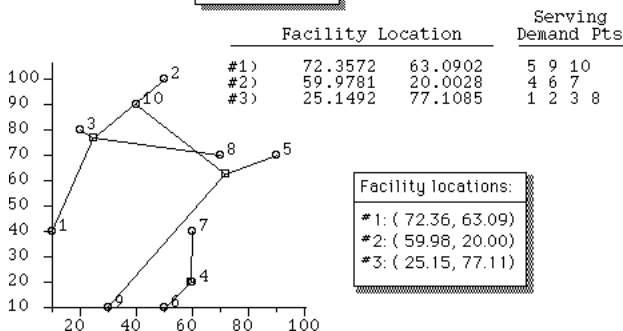 Serving
Facility Location Demand Pts
#1) 72.3572 63.0902 5 9 10
#2) 59.9781 20.0028 4 6 7
#3) 25.1492 77.1085 1 2 3 8
100
90
80
70
60
50
40
30
20
10
20 40 60 80 100
2
10
3
8
5
1
7
4
9
6
Facility locations:
#1: ( 72.36, 63.09)
#2: ( 59.98, 20.00)
#3: ( 25.15, 77.11)